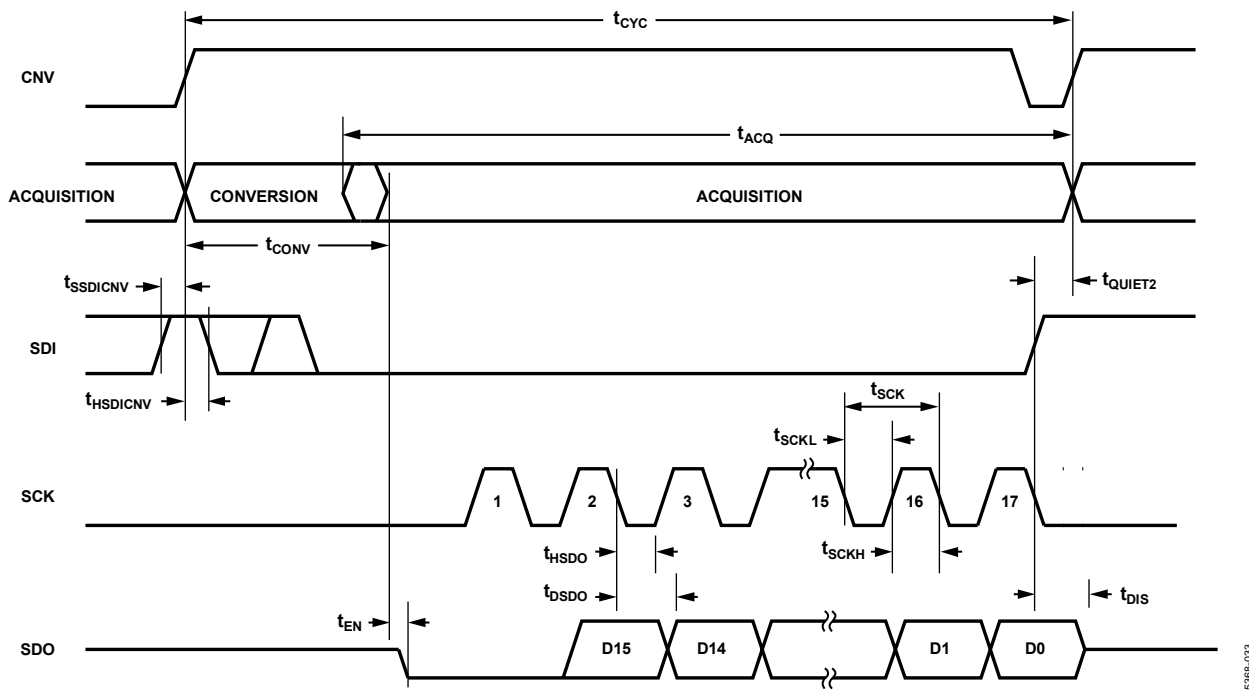 tCYC
CNV
tACQ
ACQUISITION
CONVERSION
ACQUISITION
tCONV
tSSDICNV
tQUIET2
SDI
tHSDICNV
tSCK
tSCKL
SCK
1
2
3
15
16
17
tHSDO
tSCKH
tDSDO
tDIS
tEN
SDO
D15
D14
D1
D0